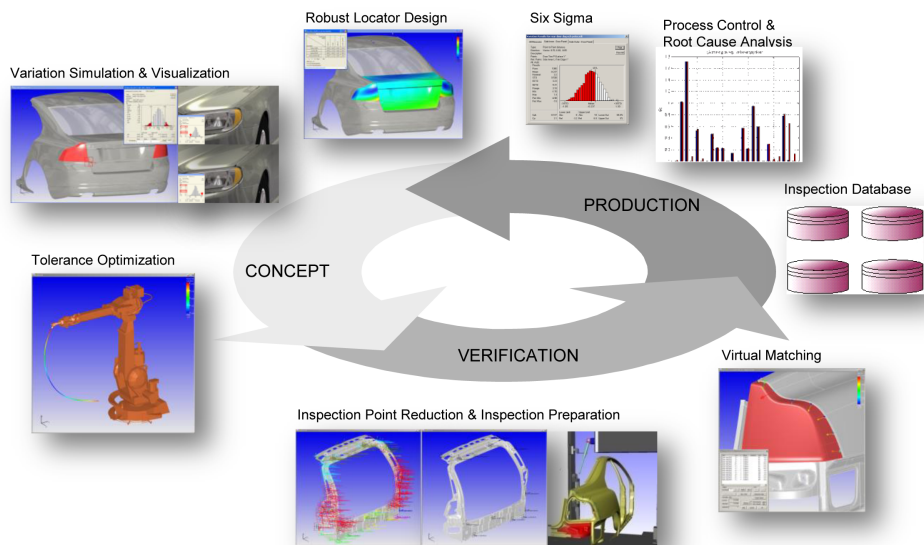 Robust Locator Design
Six Sigma
Process Control &
Root Cause Analysis
Variation Simulation & Visualization
Inspection Database
PRODUCTION
Tolerance Optimization
CONCEPT
VERIFICATION
Virtual Matching
Inspection Point Reduction & Inspection Preparation